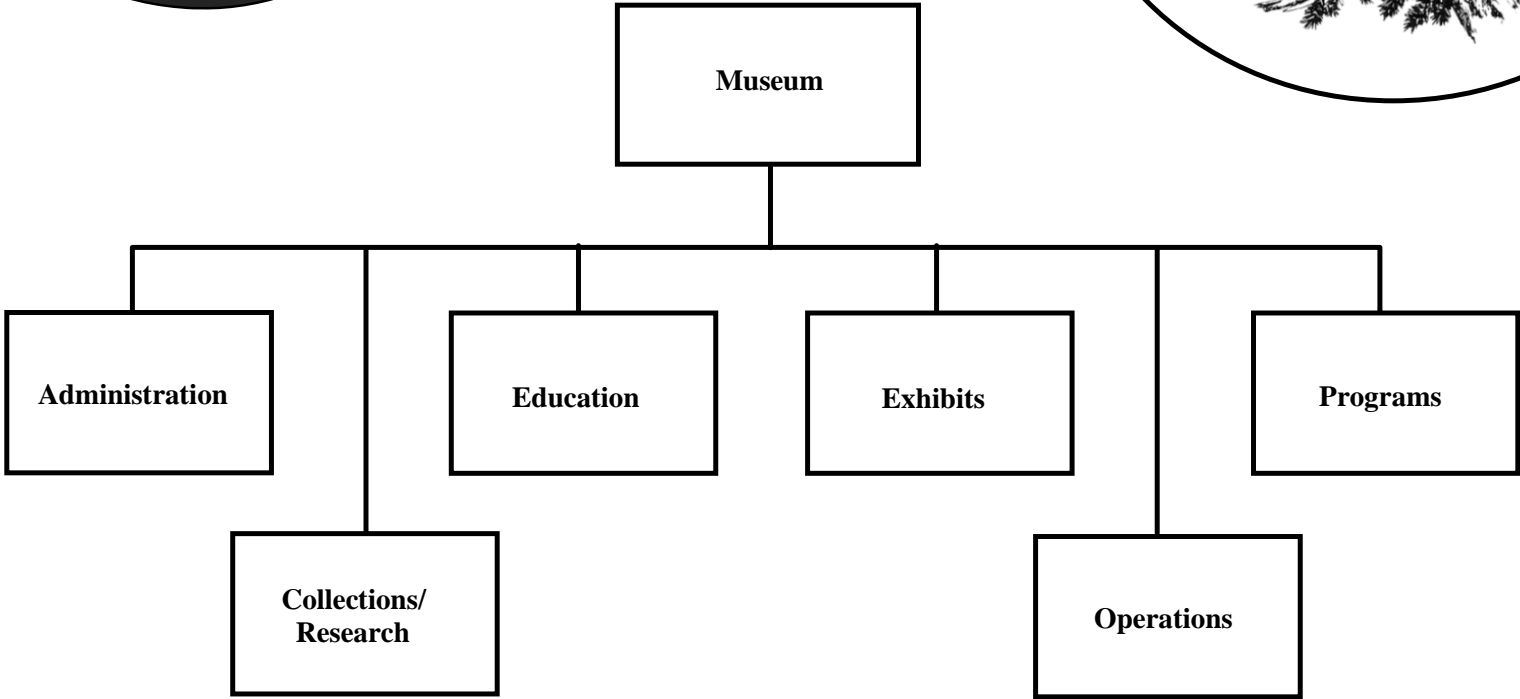 Museum
Administration
Education
Exhibits
Programs
Collections/
Research
Operations